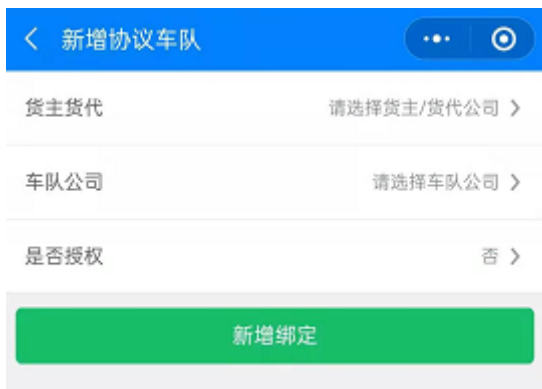 新增协议车队
货主货代 请选择货主/货代公司
车队公司 请选择车队公司
是否授权 否
新增绑定